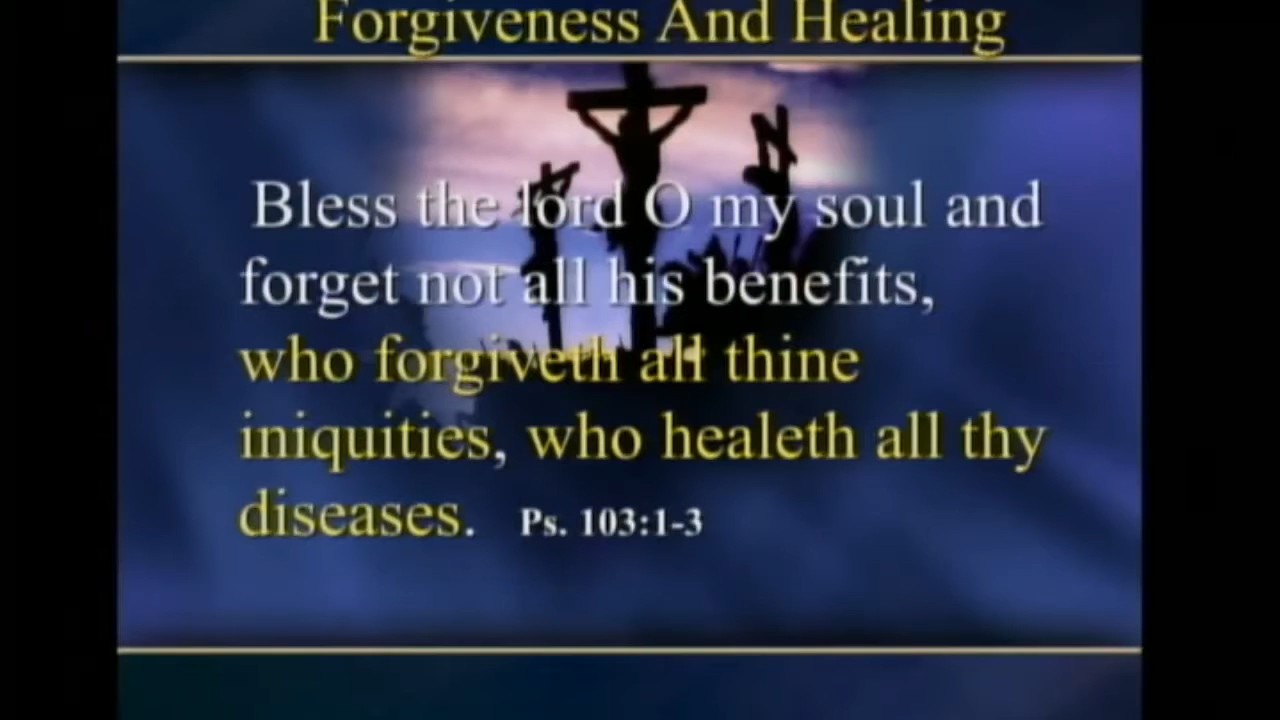 Forgiveness And Healing
Bless the lord O my soul and
forget not all his benefits,
who forgiveth all thine
iniquities, who healeth all thy
diseases. Ps. 103:1-3